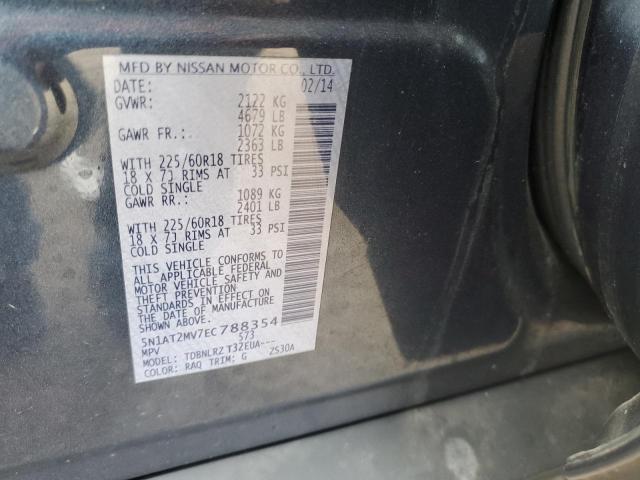 MFD BY NISSAN MOTOR CO., LTD.
DATE: 02/14
GVWR: 2122 KG
4679 LB
GAWR FR.: 1072 KG
2363 LB
WITH 225/60R18 TIRES
18 X 7J RIMS AT 33 PSI
COLD SINGLE
GAWR RR.: 1089 KG
2401 LB
WITH 225/60R18 TIRES
18 X 7J RIMS AT 33 PSI
COLD SINGLE
THIS VEHICLE CONFORMS TO
ALL APPLICABLE FEDERAL
MOTOR VEHICLE SAFETY AND
THEFT PREVENTION
STANDARDS IN EFFECT ON
THE DATE OF MANUFACTURE
SHOWN ABOVE.
5N1AT2MV7EC788354
MPV 573
MODEL: TDBNLRZ T32EUA---
COLOR: RAQ TRIM: G ZS30A